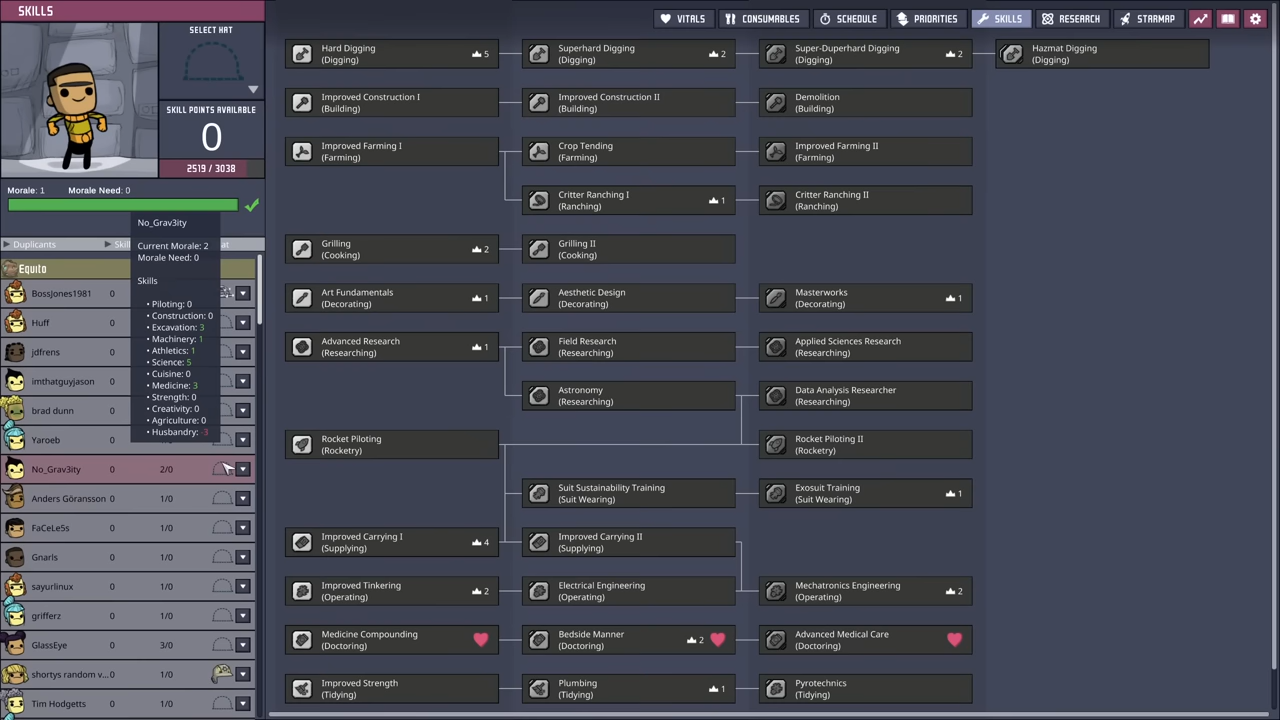 SKILLS
VITALS
CONSUMABLES
SCHEDULE
PRIORITIES
SKILLS
RESEARCH
STARMAP
SELECT HAT
SKILL POINTS AVAILABLE
0
2519 / 3038
Morale: 1 Morale Need: 0
Duplicants
Equito
BossJones1981 0
Huff 0
jdfrens 0
imthatguyjason 0
brad dunn 0
Yaroeb 0
No_Grav3ity 0 2/0
Anders Göransson 0 1/0
FaCeLe5s 0 1/0
Gnarls 0 1/0
sayurlinux 0 1/0
grifferz 0 1/0
GlassEye 0 3/0
shortys random v... 0 1/0
Tim Hodgetts 0 1/0
No_Grav3ity
Current Morale: 2
Morale Need: 0
Skills
• Piloting: 0
• Construction: 0
• Excavation: 3
• Machinery: 1
• Athletics: 1
• Science: 5
• Cuisine: 0
• Medicine: 3
• Strength: 0
• Creativity: 0
• Agriculture: 0
• Husbandry: -3
Hard Digging
(Digging) 5
Superhard Digging
(Digging) 2
Super-Duperhard Digging
(Digging) 2
Hazmat Digging
(Digging)
Improved Construction I
(Building)
Improved Construction II
(Building)
Demolition
(Building)
Improved Farming I
(Farming)
Crop Tending
(Farming)
Improved Farming II
(Farming)
Critter Ranching I
(Ranching) 1
Critter Ranching II
(Ranching)
Grilling
(Cooking) 2
Grilling II
(Cooking)
Art Fundamentals
(Decorating) 1
Aesthetic Design
(Decorating)
Masterworks
(Decorating) 1
Advanced Research
(Researching) 1
Field Research
(Researching)
Applied Sciences Research
(Researching)
Astronomy
(Researching)
Data Analysis Researcher
(Researching)
Rocket Piloting
(Rocketry)
Rocket Piloting II
(Rocketry)
Suit Sustainability Training
(Suit Wearing)
Exosuit Training
(Suit Wearing) 1
Improved Carrying I
(Supplying) 4
Improved Carrying II
(Supplying)
Improved Tinkering
(Operating) 2
Electrical Engineering
(Operating)
Mechatronics Engineering
(Operating) 2
Medicine Compounding
(Doctoring)
Bedside Manner
(Doctoring) 2
Advanced Medical Care
(Doctoring)
Improved Strength
(Tidying)
Plumbing
(Tidying) 1
Pyrotechnics
(Tidying)